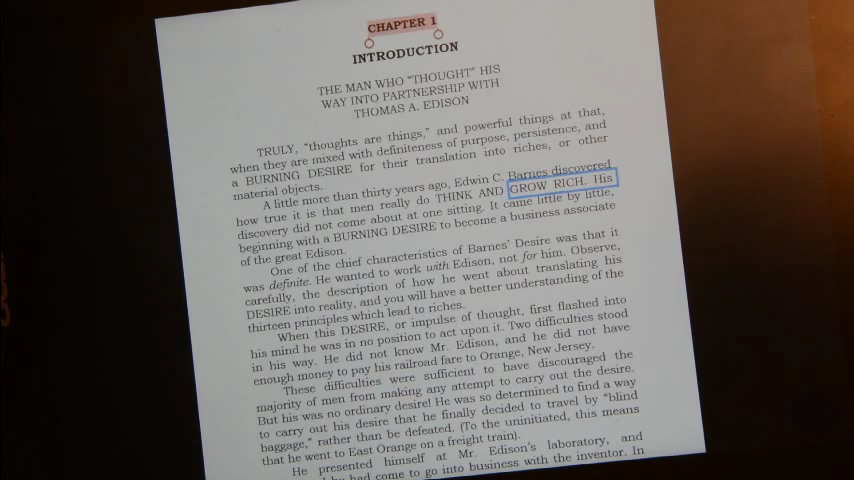 CHAPTER 1
INTRODUCTION
THE MAN WHO “THOUGHT” HIS
WAY INTO PARTNERSHIP WITH
THOMAS A. EDISON
TRULY, “thoughts are things,” and powerful things at that,
when they are mixed with definiteness of purpose, persistence, and
a BURNING DESIRE for their translation into riches, or other
material objects.
A little more than thirty years ago, Edwin C. Barnes discovered
how true it is that men really do THINK AND GROW RICH. His
discovery did not come about at one sitting. It came little by little,
beginning with a BURNING DESIRE to become a business associate
of the great Edison.
One of the chief characteristics of Barnes’ Desire was that it
was definite. He wanted to work with Edison, not for him. Observe,
carefully, the description of how he went about translating his
DESIRE into reality, and you will have a better understanding of the
thirteen principles which lead to riches.
When this DESIRE, or impulse of thought, first flashed into
his mind he was in no position to act upon it. Two difficulties stood
in his way. He did not know Mr. Edison, and he did not have
enough money to pay his railroad fare to Orange, New Jersey.
These difficulties were sufficient to have discouraged the
majority of men from making any attempt to carry out the desire.
But his was no ordinary desire! He was so determined to find a way
to carry out his desire that he finally decided to travel by “blind
baggage,” rather than be defeated. (To the uninitiated, this means
that he went to East Orange on a freight train).
He presented himself at Mr. Edison’s laboratory, and
he had come to go into business with the inventor. In